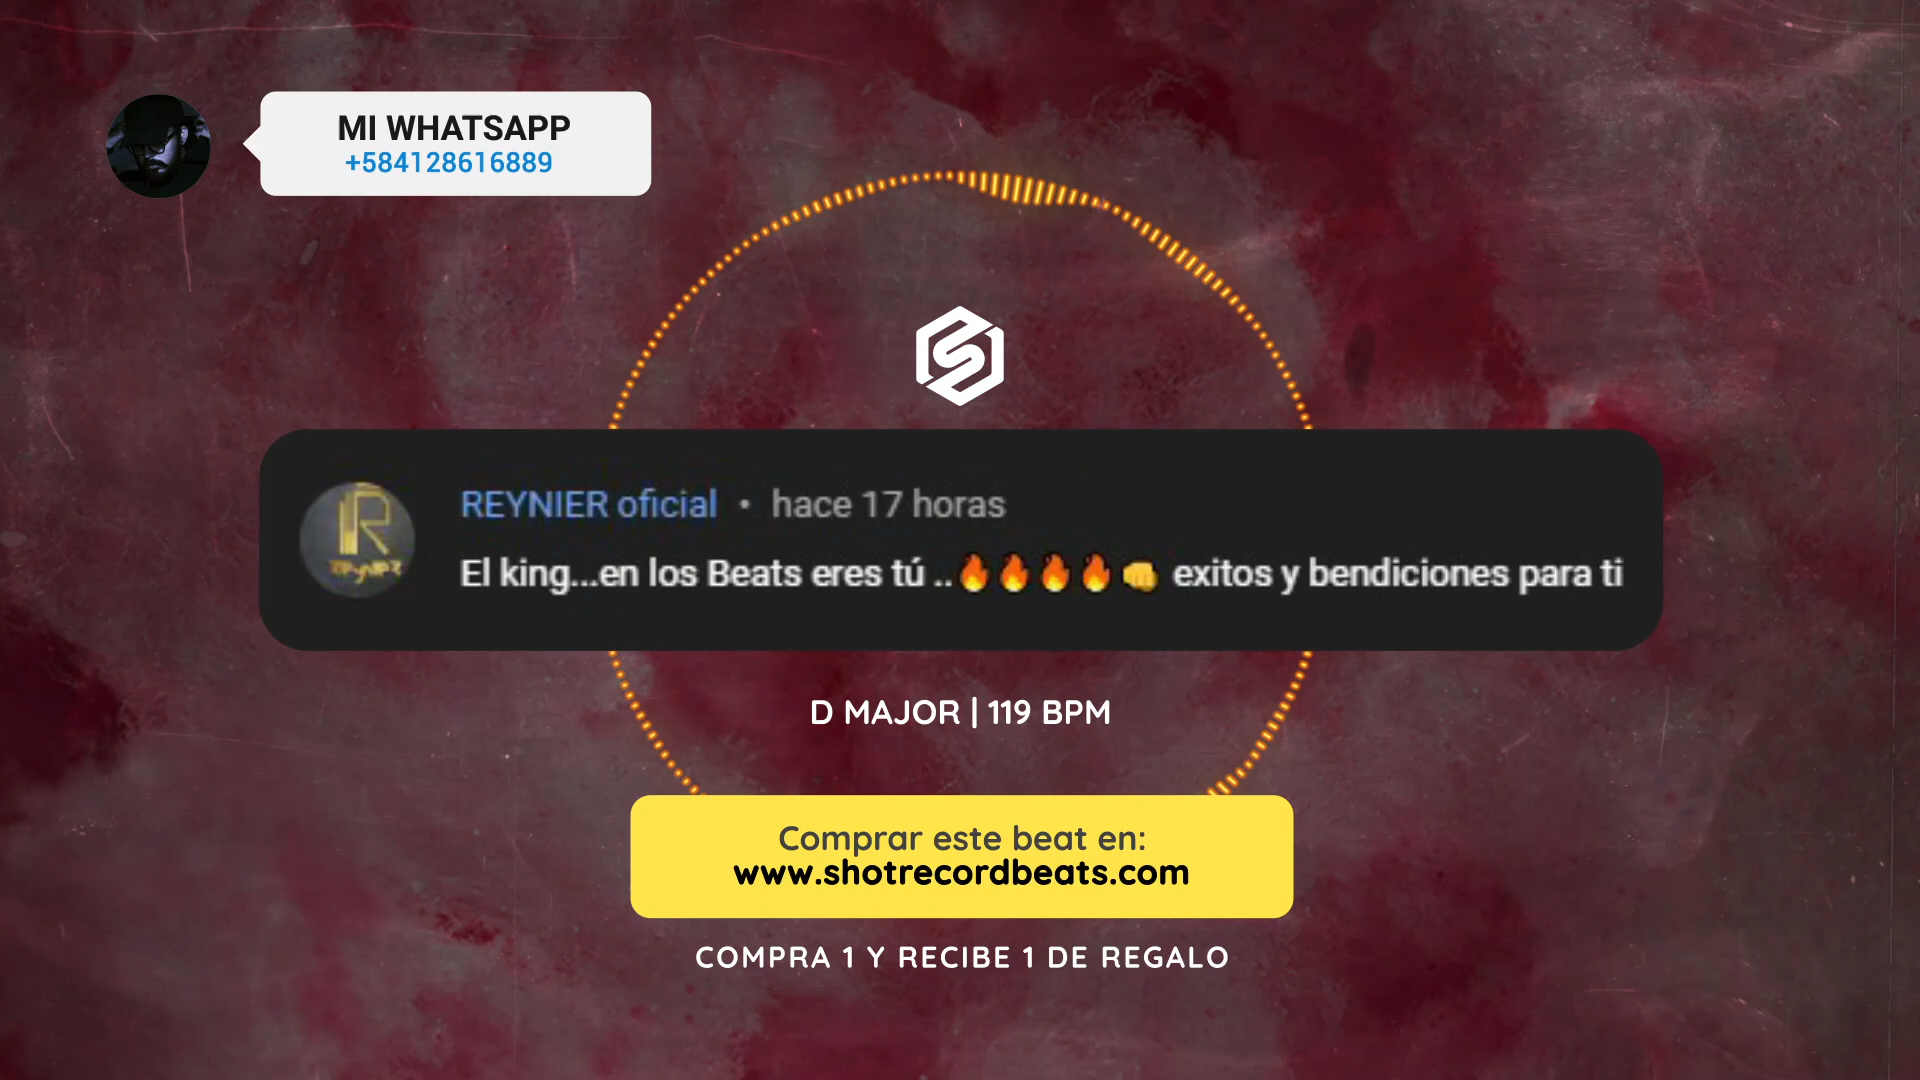 MI WHATSAPP
+584128616889
REYNIER oficial • hace 17 horas
El king...en los Beats eres tú ..🔥🔥🔥🔥👊 exitos y bendiciones para ti
D MAJOR | 119 BPM
Comprar este beat en:
www.shotrecordbeats.com
COMPRA 1 Y RECIBE 1 DE REGALO